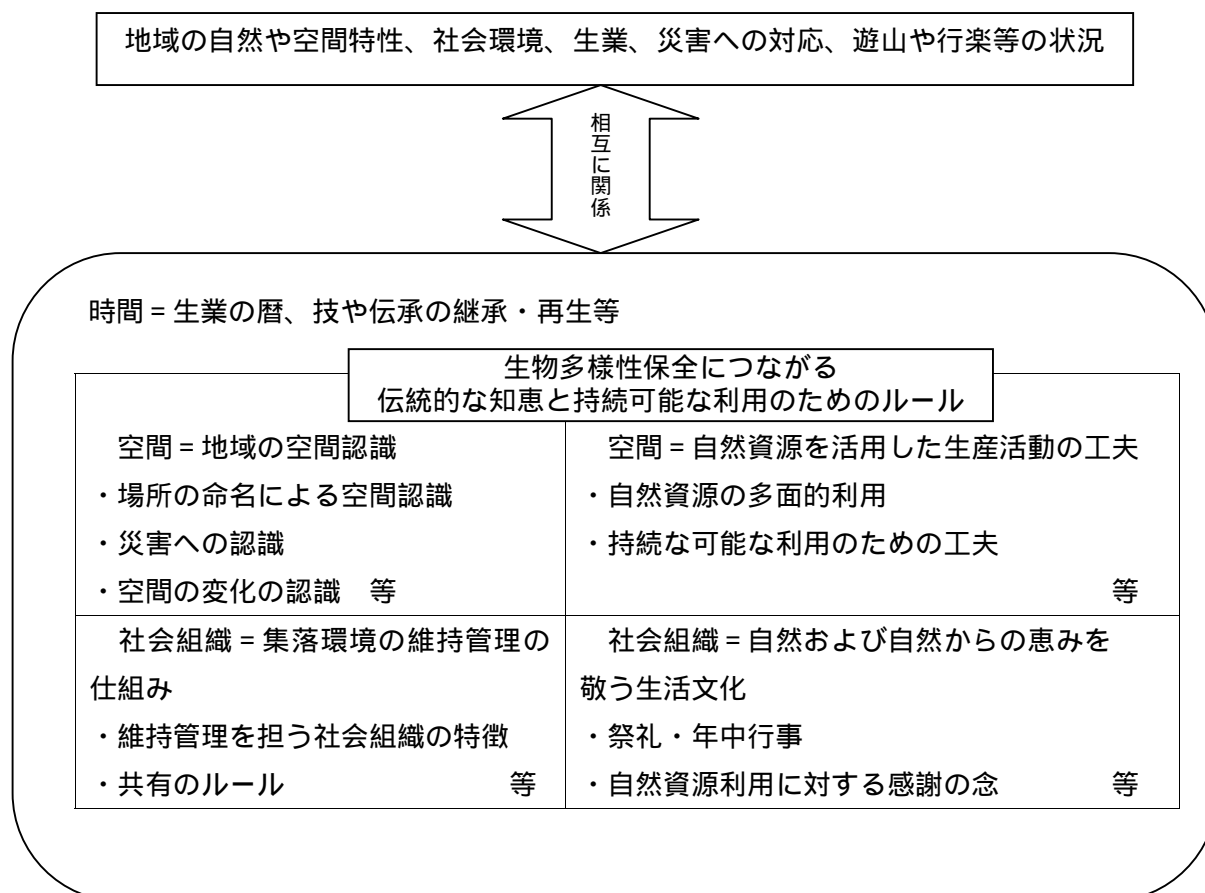 地域の自然や空間特性、社会環境、生業、災害への対応、遊山や行楽等の状況
相互に関係
時間＝生業の暦、技や伝承の継承・再生等
生物多様性保全につながる
伝統的な知恵と持続可能な利用のためのルール
空間＝地域の空間認識
・場所の命名による空間認識
・災害への認識
・空間の変化の認識　等
空間＝自然資源を活用した生産活動の工夫
・自然資源の多面的利用
・持続な可能な利用のための工夫
等
社会組織＝集落環境の維持管理の
仕組み
・維持管理を担う社会組織の特徴
・共有のルール　等
社会組織＝自然および自然からの恵みを
敬う生活文化
・祭礼・年中行事
・自然資源利用に対する感謝の念　等